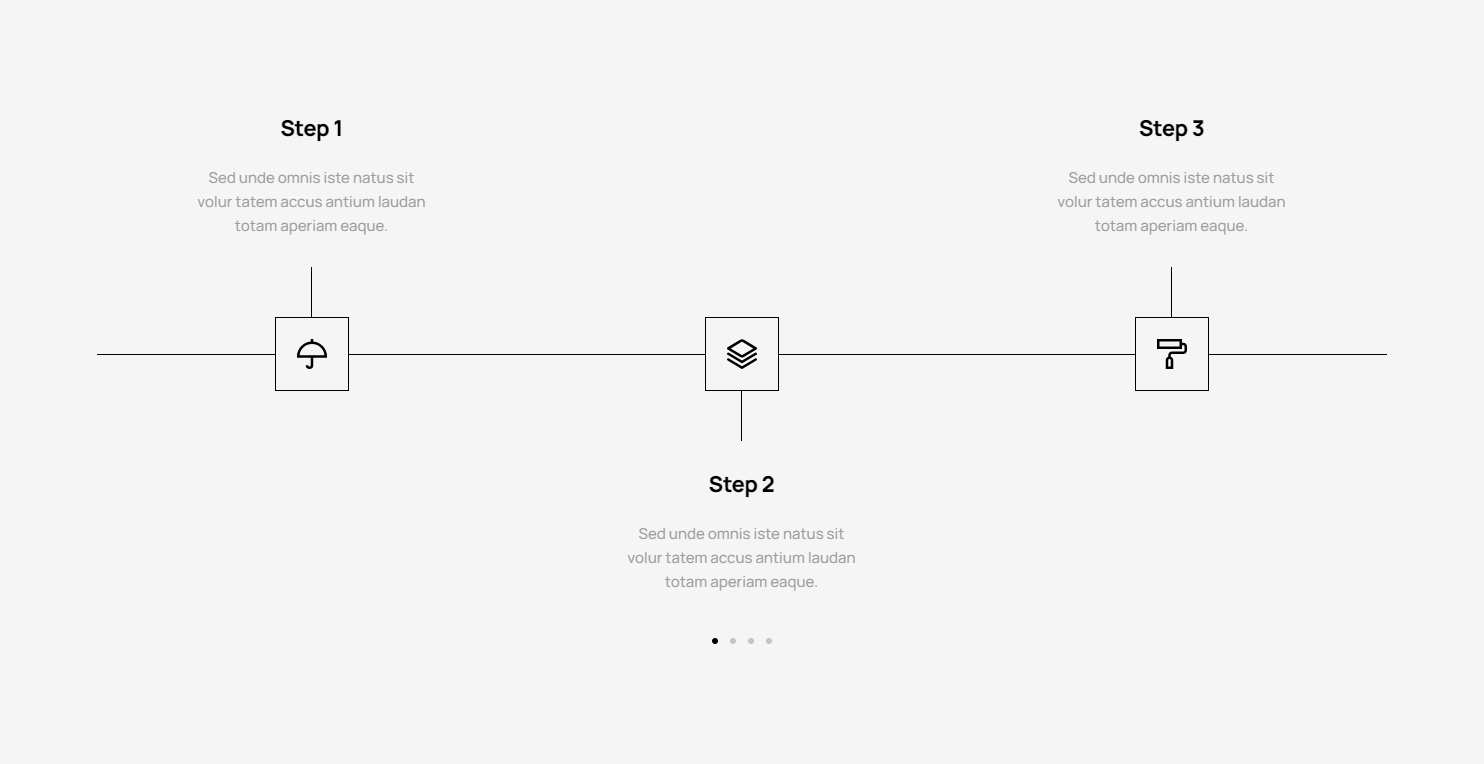 Step 1
Sed unde omnis iste natus sit
volur tatem accus antium laudan
totam aperiam eaque.
Step 3
Sed unde omnis iste natus sit
volur tatem accus antium laudan
totam aperiam eaque.
Step 2
Sed unde omnis iste natus sit
volur tatem accus antium laudan
totam aperiam eaque.